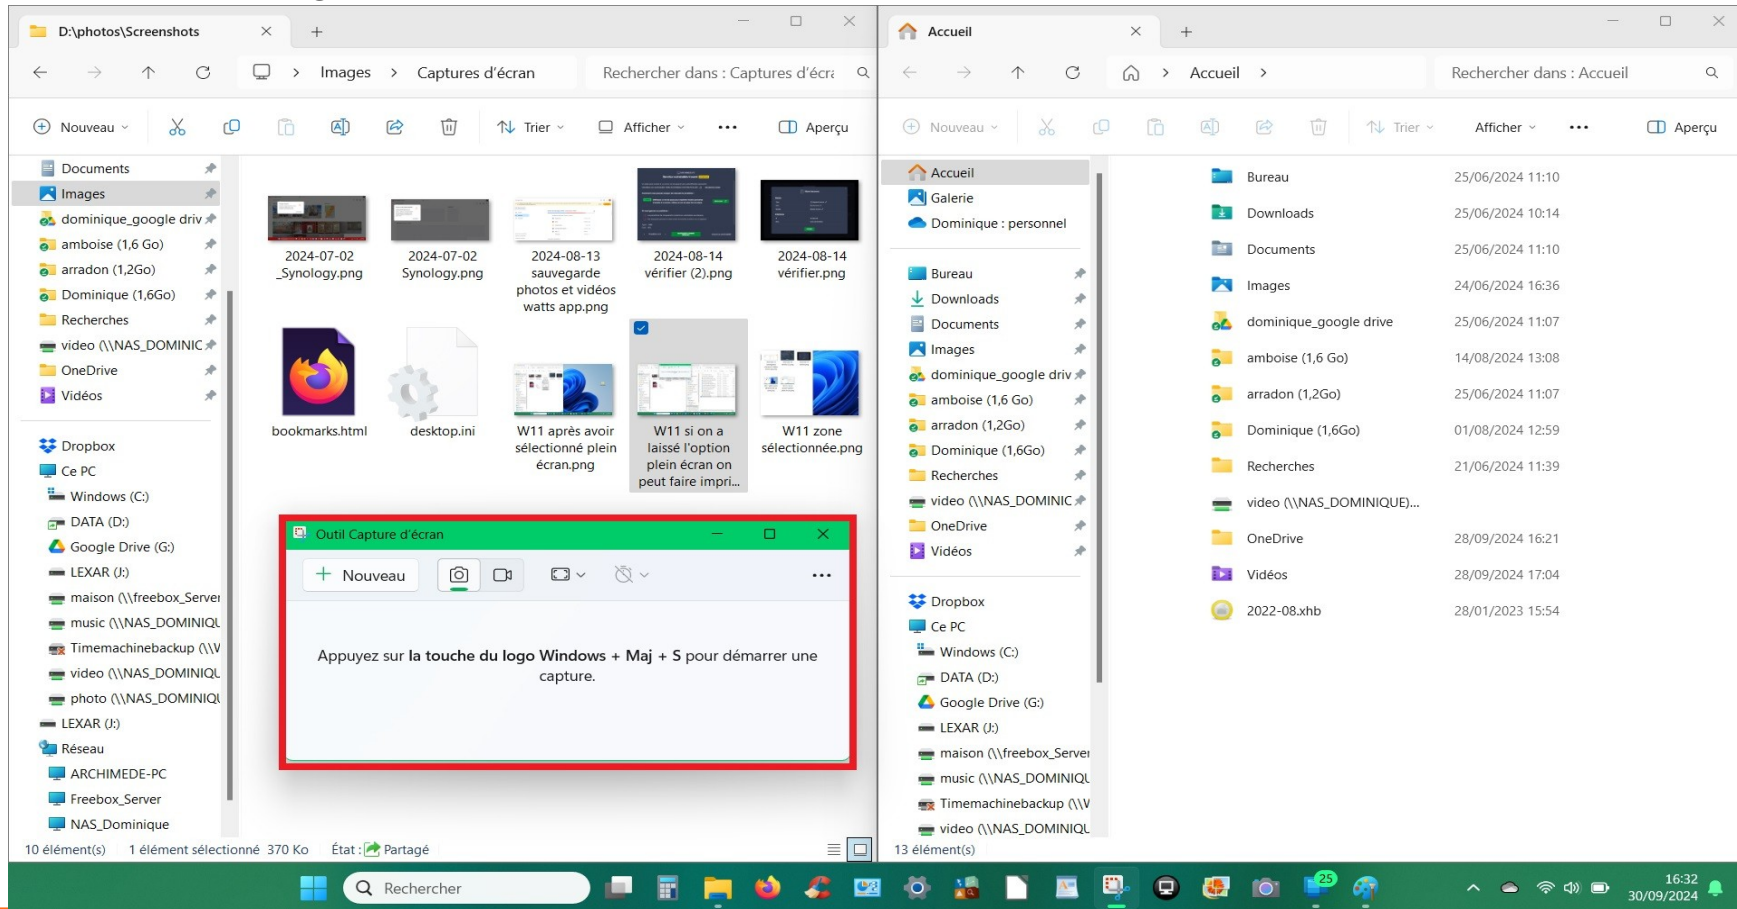 D:\photos\Screenshots
Images > Captures d'écran
Rechercher dans : Captures d'écra
Nouveau
Trier
Afficher
Aperçu
Documents
Images
dominique_google driv
amboise (1,6 Go)
arradon (1,2Go)
Dominique (1,6Go)
Recherches
video (\\NAS_DOMINIC
OneDrive
Vidéos
Dropbox
Ce PC
Windows (C:)
DATA (D:)
Google Drive (G:)
LEXAR (J:)
maison (\\freebox_Server
music (\\NAS_DOMINIQU
Timemachinebackup (\\V
video (\\NAS_DOMINIQU
photo (\\NAS_DOMINIQU
LEXAR (J:)
Réseau
ARCHIMEDE-PC
Freebox_Server
NAS_Dominique
2024-07-02
_Synology.png
2024-07-02
Synology.png
2024-08-13
sauvegarde
photos et vidéos
watts app.png
2024-08-14
vérifier (2).png
2024-08-14
vérifier.png
bookmarks.html
desktop.ini
W11 après avoir
sélectionné plein
écran.png
W11 si on a
laissé l'option
plein écran on
peut faire impri...
W11 zone
sélectionnée.png
Outil Capture d'écran
Nouveau
Appuyez sur la touche du logo Windows + Maj + S pour démarrer une
capture.
10 élément(s) 1 élément sélectionné 370 Ko État : Partagé
Accueil
Accueil >
Rechercher dans : Accueil
Nouveau
Trier
Afficher
Aperçu
Accueil
Galerie
Dominique : personnel
Bureau
Downloads
Documents
Images
dominique_google driv
amboise (1,6 Go)
arradon (1,2Go)
Dominique (1,6Go)
Recherches
video (\\NAS_DOMINIC
OneDrive
Vidéos
Dropbox
Ce PC
Windows (C:)
DATA (D:)
Google Drive (G:)
LEXAR (J:)
maison (\\freebox_Server
music (\\NAS_DOMINIQU
Timemachinebackup (\\V
video (\\NAS_DOMINIQU
Bureau 25/06/2024 11:10
Downloads 25/06/2024 10:14
Documents 25/06/2024 11:10
Images 24/06/2024 16:36
dominique_google drive 25/06/2024 11:07
amboise (1,6 Go) 14/08/2024 13:08
arradon (1,2Go) 25/06/2024 11:07
Dominique (1,6Go) 01/08/2024 12:59
Recherches 21/06/2024 11:39
video (\\NAS_DOMINIQUE)...
OneDrive 28/09/2024 16:21
Vidéos 28/09/2024 17:04
2022-08.xhb 28/01/2023 15:54
13 élément(s)
Rechercher
25
16:32
30/09/2024